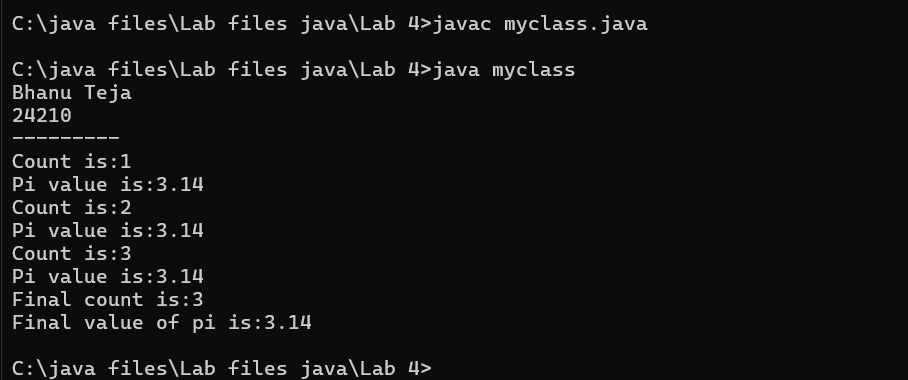 C:\java files\Lab files java\Lab 4>javac myclass.java
C:\java files\Lab files java\Lab 4>java myclass
Bhanu Teja
24210
---------
Count is:1
Pi value is:3.14
Count is:2
Pi value is:3.14
Count is:3
Pi value is:3.14
Final count is:3
Final value of pi is:3.14
C:\java files\Lab files java\Lab 4>